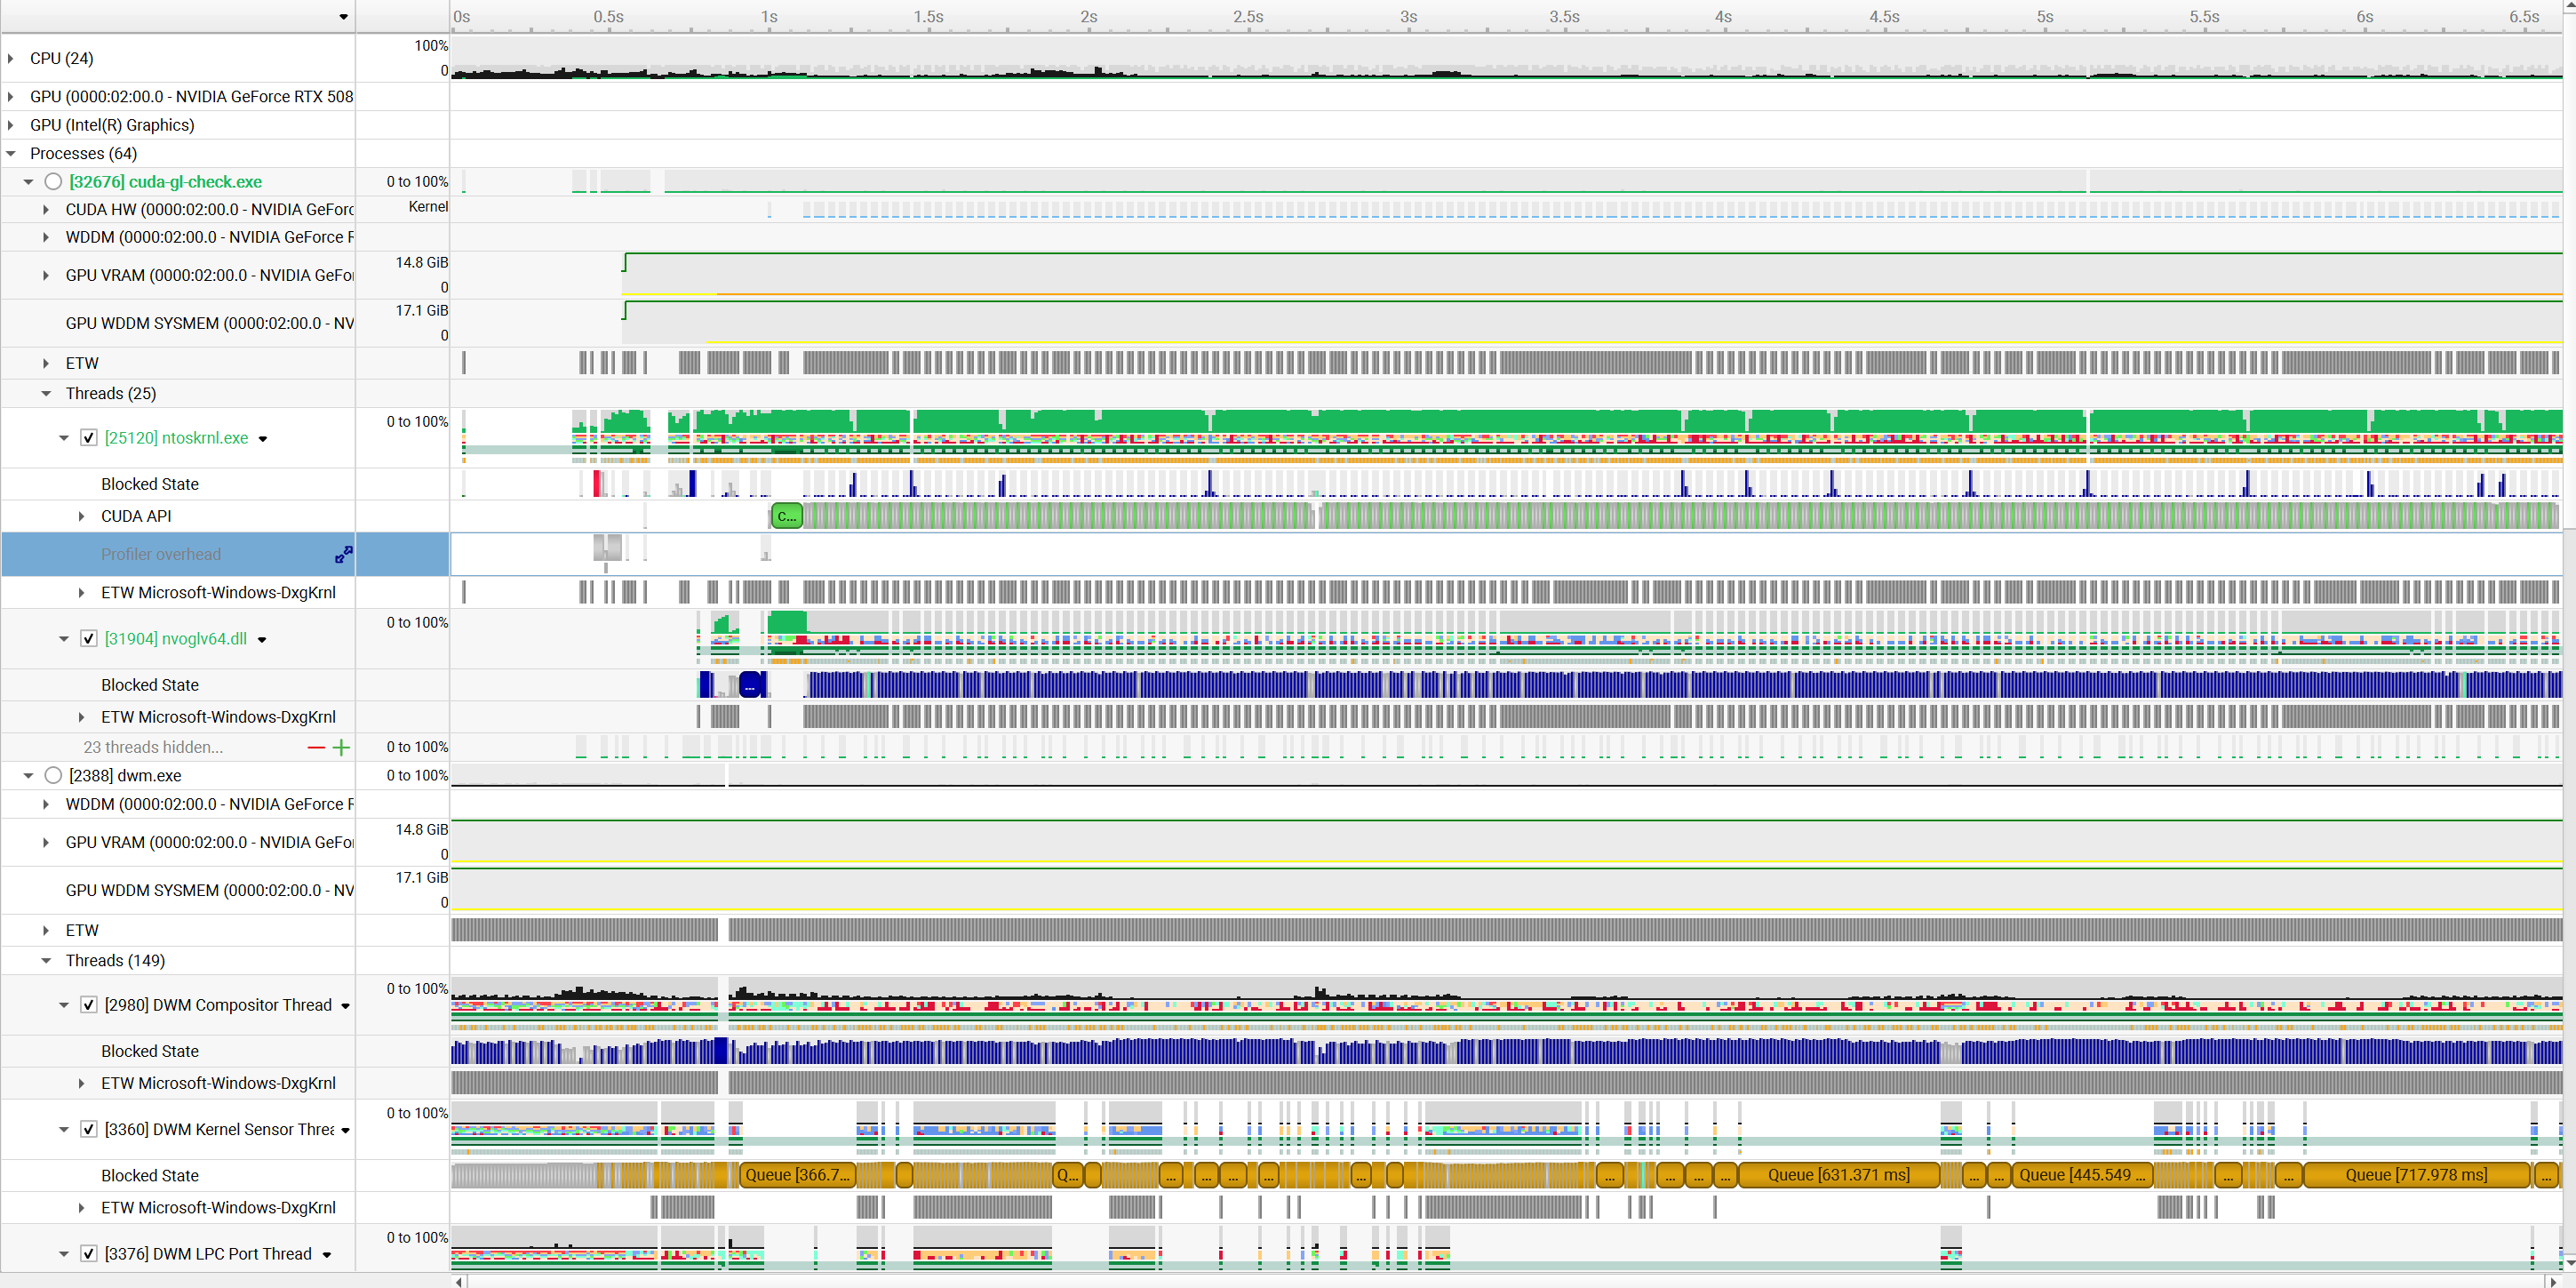 0s 0.5s 1s 1.5s 2s 2.5s 3s 3.5s 4s 4.5s 5s 5.5s 6s 6.5s
CPU (24) 100% 0
GPU (0000:02:00.0 - NVIDIA GeForce RTX 508
GPU (Intel(R) Graphics)
Processes (64)
[32676] cuda-gl-check.exe 0 to 100%
CUDA HW (0000:02:00.0 - NVIDIA GeForc Kernel
WDDM (0000:02:00.0 - NVIDIA GeForce F
GPU VRAM (0000:02:00.0 - NVIDIA GeFo 14.8 GiB 0
GPU WDDM SYSMEM (0000:02:00.0 - NV 17.1 GiB 0
ETW
Threads (25)
[25120] ntoskrnl.exe 0 to 100%
Blocked State
CUDA API C...
Profiler overhead
ETW Microsoft-Windows-DxgKrnl
[31904] nvoglv64.dll 0 to 100%
Blocked State ...
ETW Microsoft-Windows-DxgKrnl
23 threads hidden... 0 to 100%
[2388] dwm.exe 0 to 100%
WDDM (0000:02:00.0 - NVIDIA GeForce F
GPU VRAM (0000:02:00.0 - NVIDIA GeFo 14.8 GiB 0
GPU WDDM SYSMEM (0000:02:00.0 - NV 17.1 GiB 0
ETW
Threads (149)
[2980] DWM Compositor Thread 0 to 100%
Blocked State
ETW Microsoft-Windows-DxgKrnl
[3360] DWM Kernel Sensor Threa 0 to 100%
Blocked State Queue [366.7... Q... ... ... ... ... ... ... ... ... ... Queue [631.371 ms] ... ... Queue [445.549 ... ... ... Queue [717.978 ms] ...
ETW Microsoft-Windows-DxgKrnl
[3376] DWM LPC Port Thread 0 to 100%